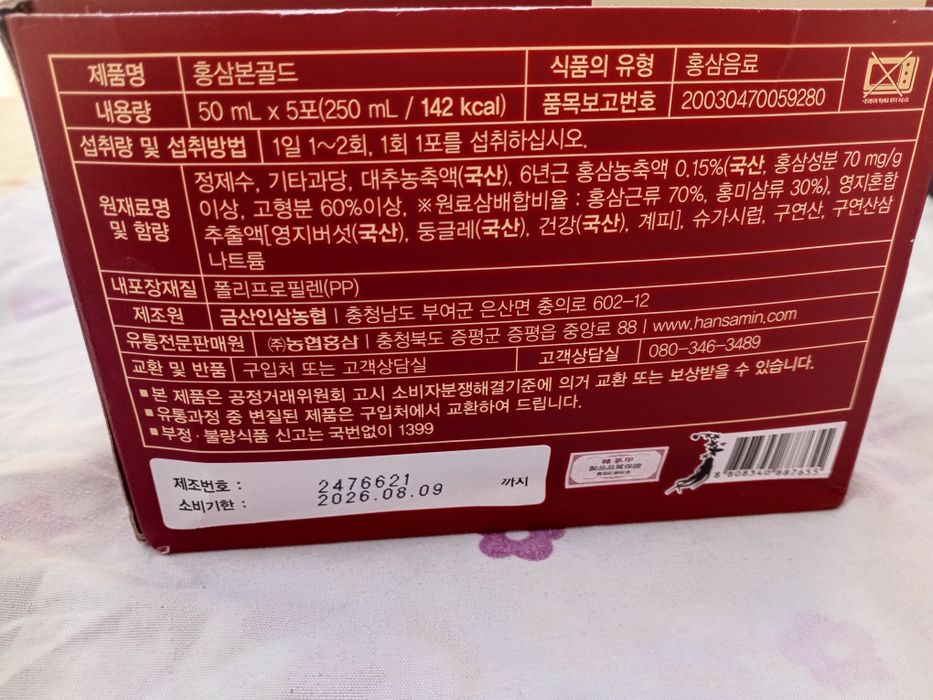 제품명 홍삼본골드 식품의 유형 홍삼음료
내용량 50 mL x 5포(250 mL / 142 kcal) 품목보고번호 20030470059280
섭취량 및 섭취방법 1일 1~2회, 1회 1포를 섭취하십시오.
원재료명 및 함량
정제수, 기타과당, 대추농축액(국산), 6년근 홍삼농축액 0.15%(국산, 홍삼성분 70 mg/g
이상, 고형분 60%이상, ※원료삼배합비율 : 홍삼근류 70%, 홍미삼류 30%), 영지혼합
추출액[영지버섯(국산), 둥글레(국산), 건강(국산), 계피], 슈가시럽, 구연산, 구연산삼
나트륨
내포장재질 폴리프로필렌(PP)
제조원 금산인삼농협 | 충청남도 부여군 은산면 충의로 602-12
유통전문판매원 ㈜농협홍삼 | 충청북도 증평군 증평읍 중앙로 88 | www.hansamin.com
교환 및 반품 구입처 또는 고객상담실 고객상담실 080-346-3489
■본 제품은 공정거래위원회 고시 소비자분쟁해결기준에 의거 교환 또는 보상받을 수 있습니다.
■유통과정 중 변질된 제품은 구입처에서 교환하여 드립니다.
■부정·불량식품 신고는 국번없이 1399
제조번호 : 2476621
소비기한 : 2026.08.09 까지
製品品質保證